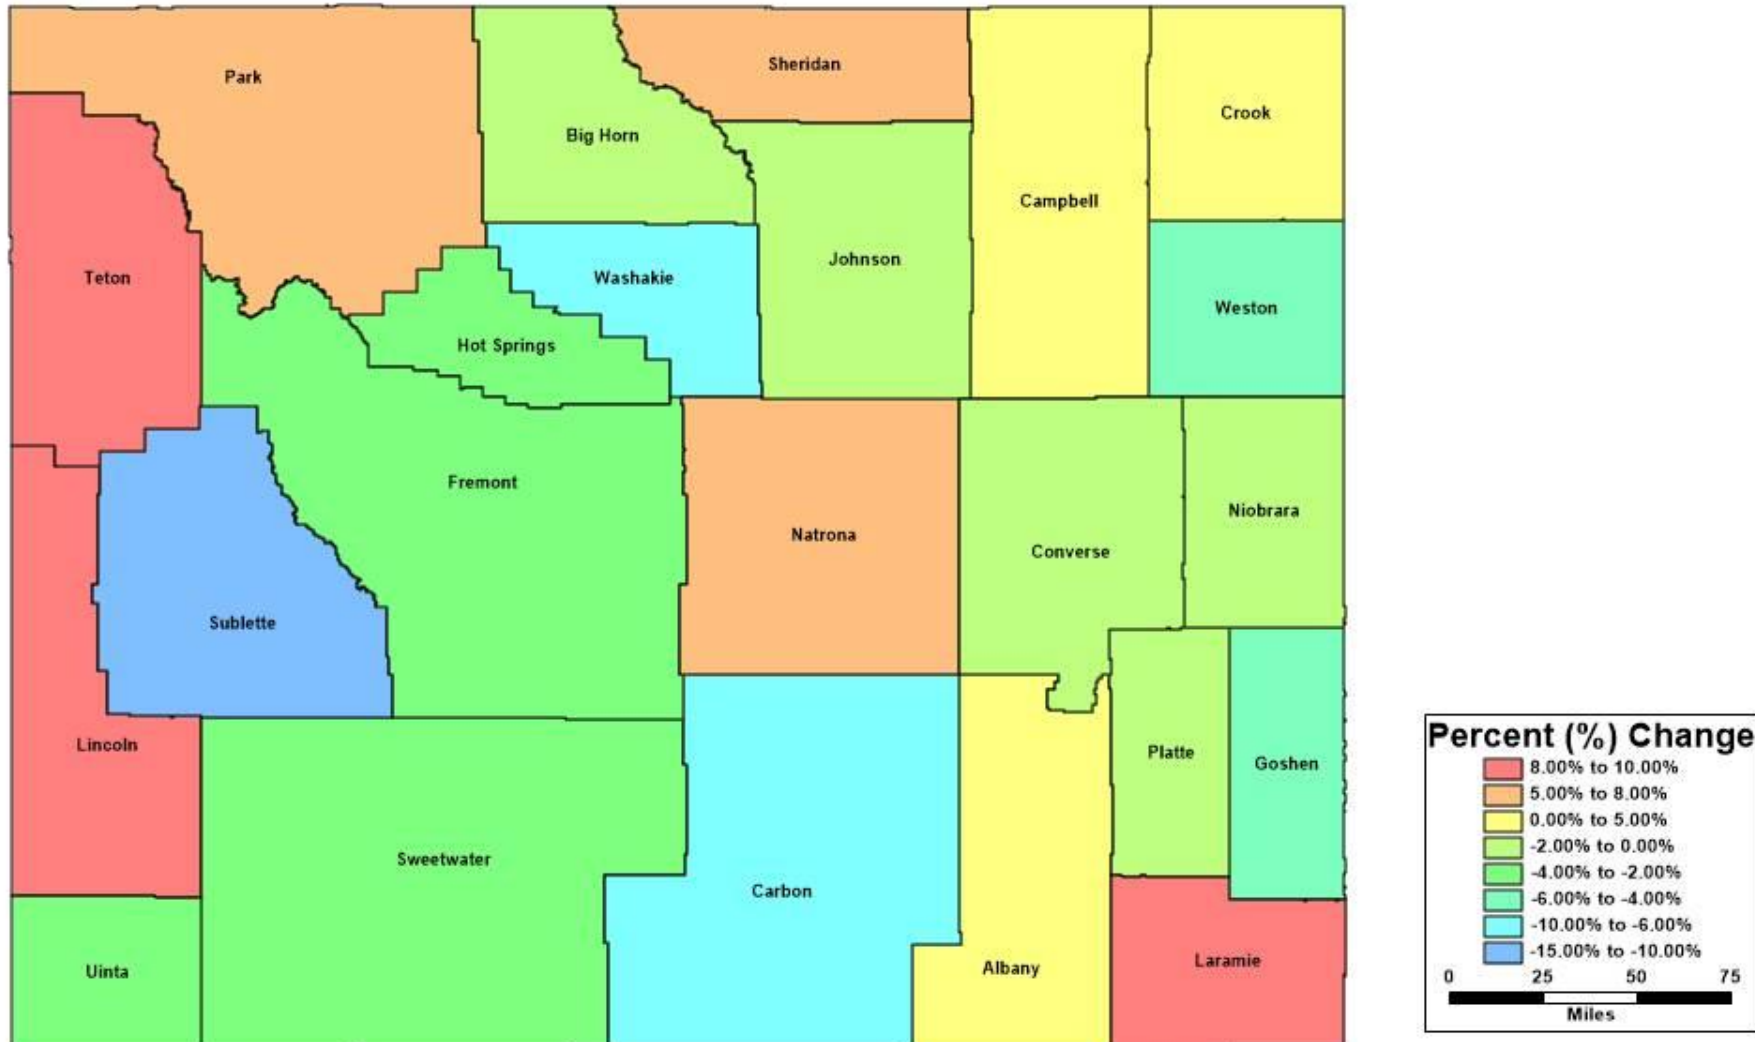 Park
Sheridan
Crook
Big Horn
Campbell
Teton
Washakie
Johnson
Weston
Hot Springs
Fremont
Natrona
Converse
Niobrara
Sublette
Lincoln
Platte
Goshen
Sweetwater
Carbon
Uinta
Albany
Laramie
Percent (%) Change
8.00% to 10.00%
5.00% to 8.00%
0.00% to 5.00%
-2.00% to 0.00%
-4.00% to -2.00%
-6.00% to -4.00%
-10.00% to -6.00%
-15.00% to -10.00%
0 25 50 75
Miles